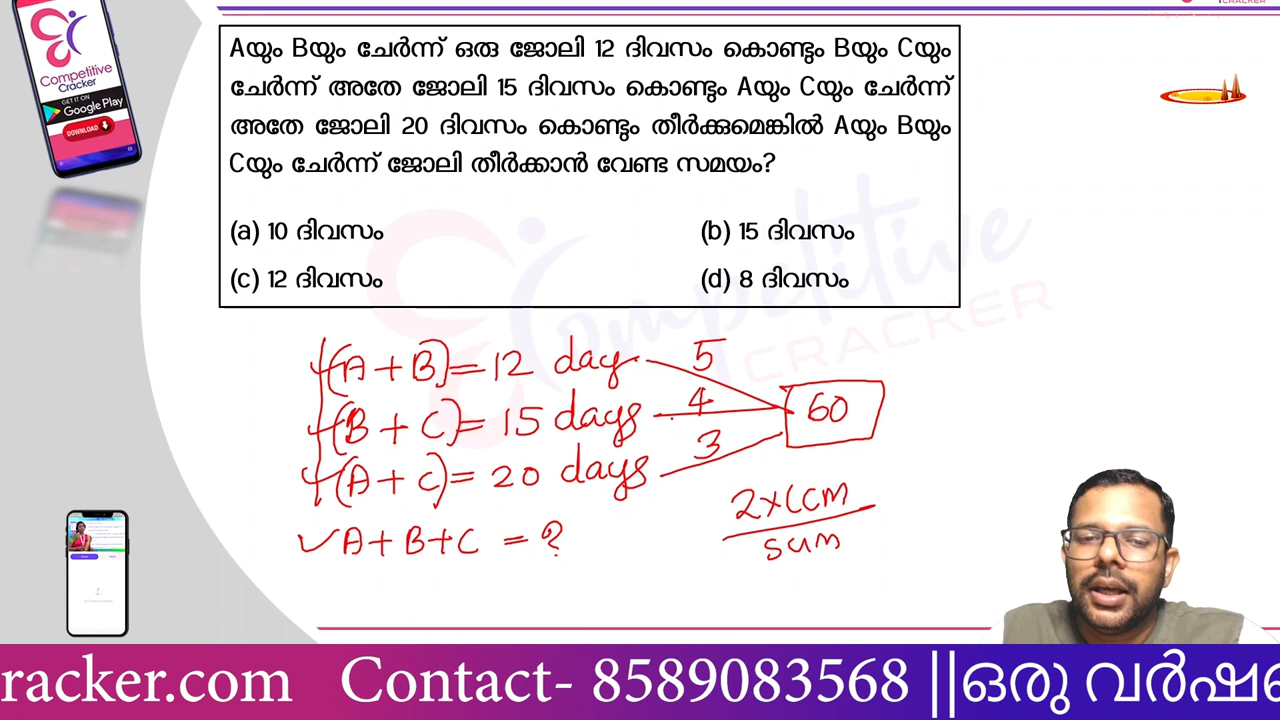 CRACKER
Competitive
Cracker
GET IT ON
Google Play
DOWNLOAD
Aയും Bയും ചേർന്ന് ഒരു ജോലി 12 ദിവസം കൊണ്ടും Bയും Cയും
ചേർന്ന് അതേ ജോലി 15 ദിവസം കൊണ്ടും Aയും Cയും ചേർന്ന്
അതേ ജോലി 20 ദിവസം കൊണ്ടും തീർക്കുമെങ്കിൽ Aയും Bയും
Cയും ചേർന്ന് ജോലി തീർക്കാൻ വേണ്ട സമയം?
(a) 10 ദിവസം (b) 15 ദിവസം
(c) 12 ദിവസം (d) 8 ദിവസം
Competitive
CRACKER
(A+B)=12 day 5
(B+C)=15 days 4 60
(A+C)=20 days 3
2×LCM
A+B+C = ? sum
racker.com Contact- 8589083568 ||ഒരു വർഷ